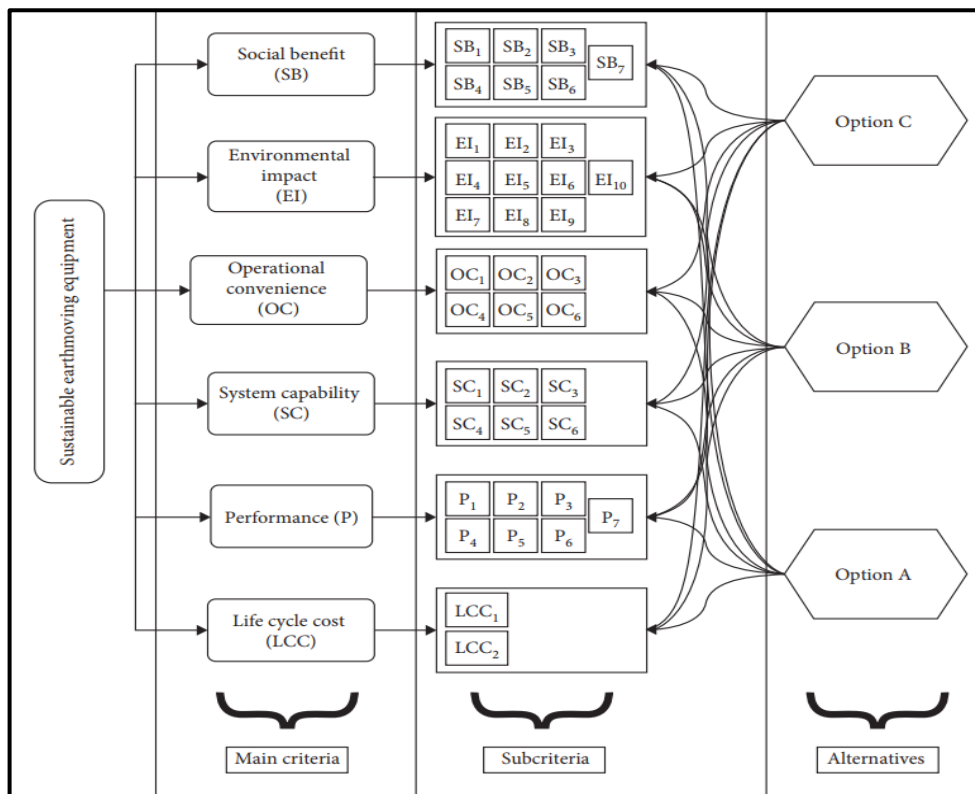 Sustainable earthmoving equipment
Social benefit
(SB)
Environmental
impact
(EI)
Operational
convenience
(OC)
System capability
(SC)
Performance (P)
Life cycle cost
(LCC)
Main criteria
SB₁ SB₂ SB₃
SB₇
SB₄ SB₅ SB₆
EI₁ EI₂ EI₃
EI₄ EI₅ EI₆ EI₁₀
EI₇ EI₈ EI₉
OC₁ OC₂ OC₃
OC₄ OC₅ OC₆
SC₁ SC₂ SC₃
SC₄ SC₅ SC₆
P₁ P₂ P₃
P₇
P₄ P₅ P₆
LCC₁
LCC₂
Subcriteria
Option C
Option B
Option A
Alternatives